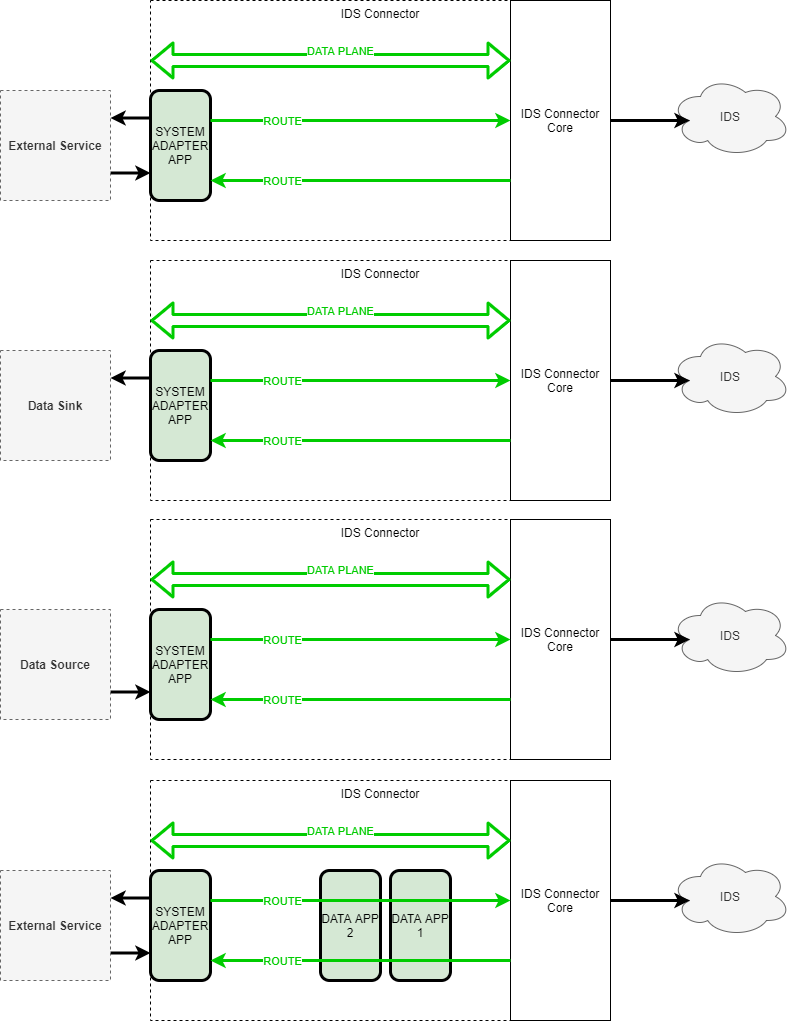 IDS Connector
DATA PLANE
External Service
SYSTEM
ADAPTER
APP
ROUTE
ROUTE
IDS Connector
Core
IDS
IDS Connector
DATA PLANE
Data Sink
SYSTEM
ADAPTER
APP
ROUTE
ROUTE
IDS Connector
Core
IDS
IDS Connector
DATA PLANE
Data Source
SYSTEM
ADAPTER
APP
ROUTE
ROUTE
IDS Connector
Core
IDS
IDS Connector
DATA PLANE
External Service
SYSTEM
ADAPTER
APP
ROUTE
ROUTE
DATA APP
2
DATA APP
1
IDS Connector
Core
IDS